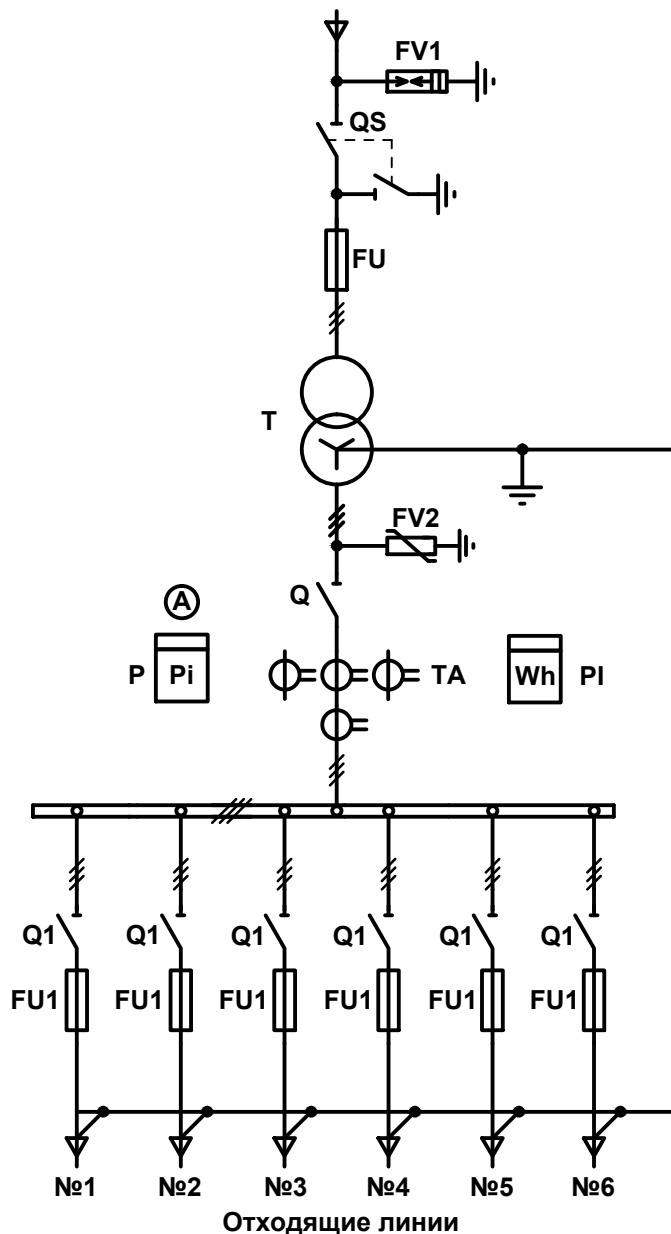 FV1
QS
FU
T
FV2
Q
A
P Pi TA Wh PI
Q1 Q1 Q1 Q1 Q1 Q1
FU1 FU1 FU1 FU1 FU1 FU1
№1 №2 №3 №4 №5 №6
Отходящие линии